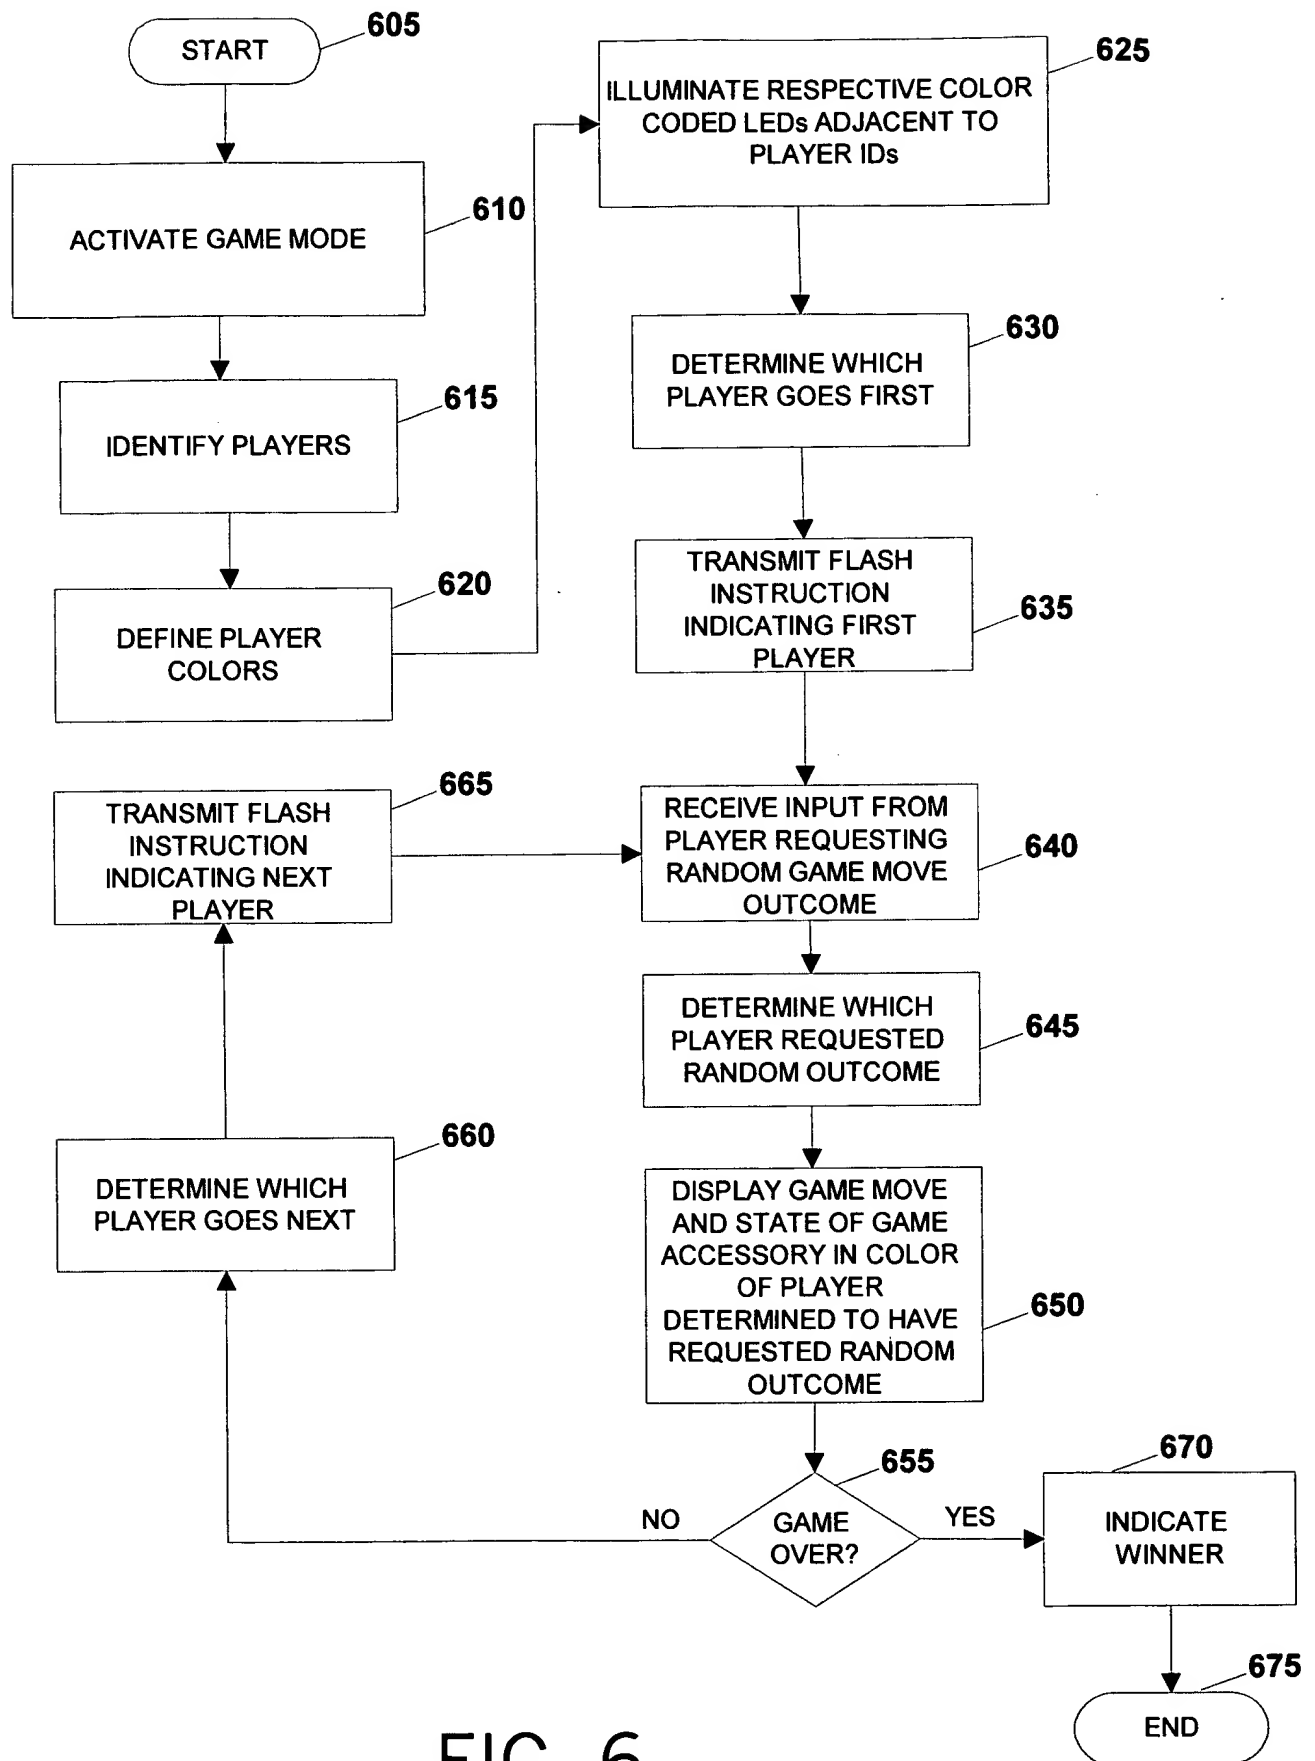 START
605
ACTIVATE GAME MODE
610
IDENTIFY PLAYERS
615
DEFINE PLAYER
COLORS
620
ILLUMINATE RESPECTIVE COLOR
CODED LEDs ADJACENT TO
PLAYER IDs
625
DETERMINE WHICH
PLAYER GOES FIRST
630
TRANSMIT FLASH
INSTRUCTION
INDICATING FIRST
PLAYER
635
RECEIVE INPUT FROM
PLAYER REQUESTING
RANDOM GAME MOVE
OUTCOME
640
DETERMINE WHICH
PLAYER REQUESTED
RANDOM OUTCOME
645
DISPLAY GAME MOVE
AND STATE OF GAME
ACCESSORY IN COLOR
OF PLAYER
DETERMINED TO HAVE
REQUESTED RANDOM
OUTCOME
650
GAME
OVER?
655
NO
YES
DETERMINE WHICH
PLAYER GOES NEXT
660
TRANSMIT FLASH
INSTRUCTION
INDICATING NEXT
PLAYER
665
INDICATE
WINNER
670
END
675
FIG. 6